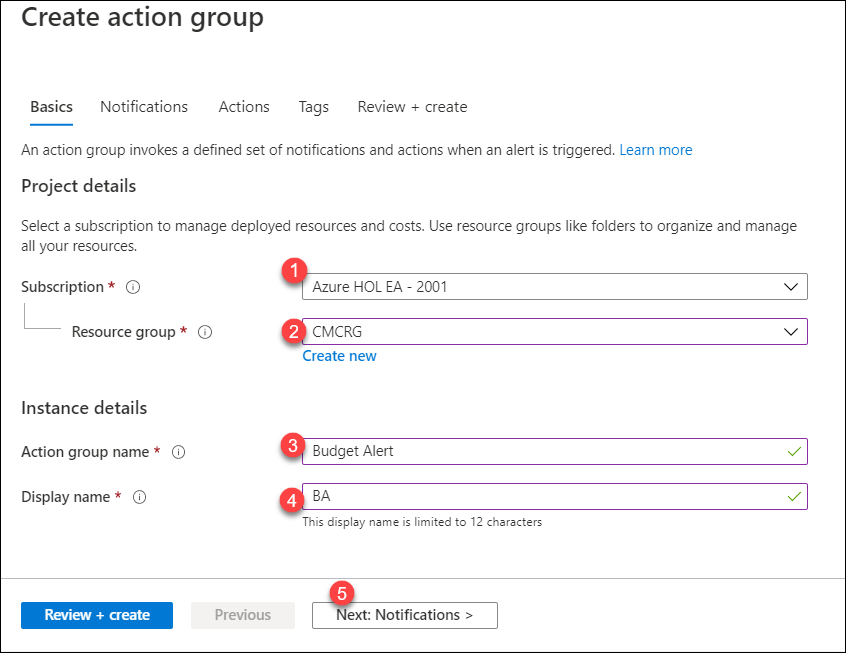 Create action group
Basics Notifications Actions Tags Review + create
An action group invokes a defined set of notifications and actions when an alert is triggered. Learn more
Project details
Select a subscription to manage deployed resources and costs. Use resource groups like folders to organize and manage
all your resources.
1
Subscription * Azure HOL EA - 2001
Resource group * 2 CMCRG
Create new
Instance details
Action group name * 3 Budget Alert
Display name * 4 BA
This display name is limited to 12 characters
5
Review + create Previous Next: Notifications >